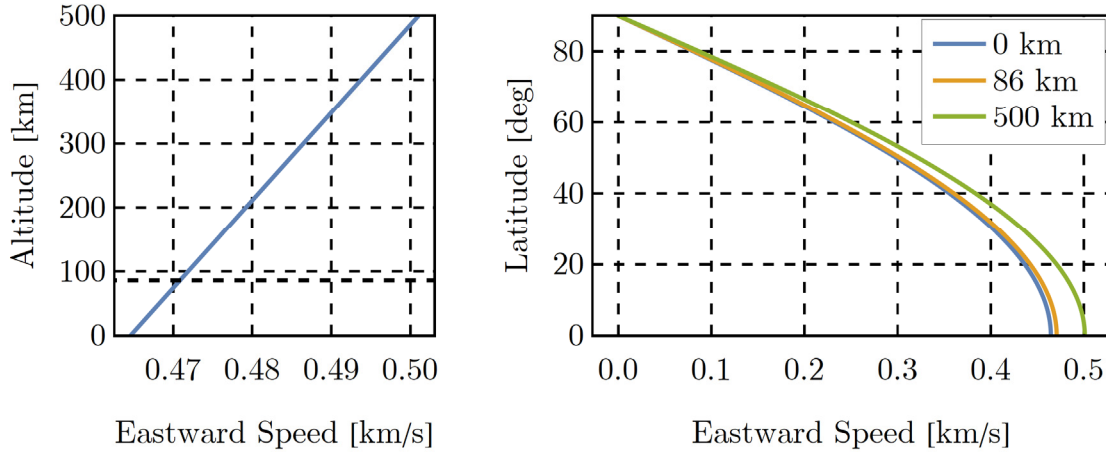 500
400
300
200
100
0
Altitude [km]
0.47 0.48 0.49 0.50
Eastward Speed [km/s]
80
60
40
20
0
Latitude [deg]
0 km
86 km
500 km
0.0 0.1 0.2 0.3 0.4 0.5
Eastward Speed [km/s]